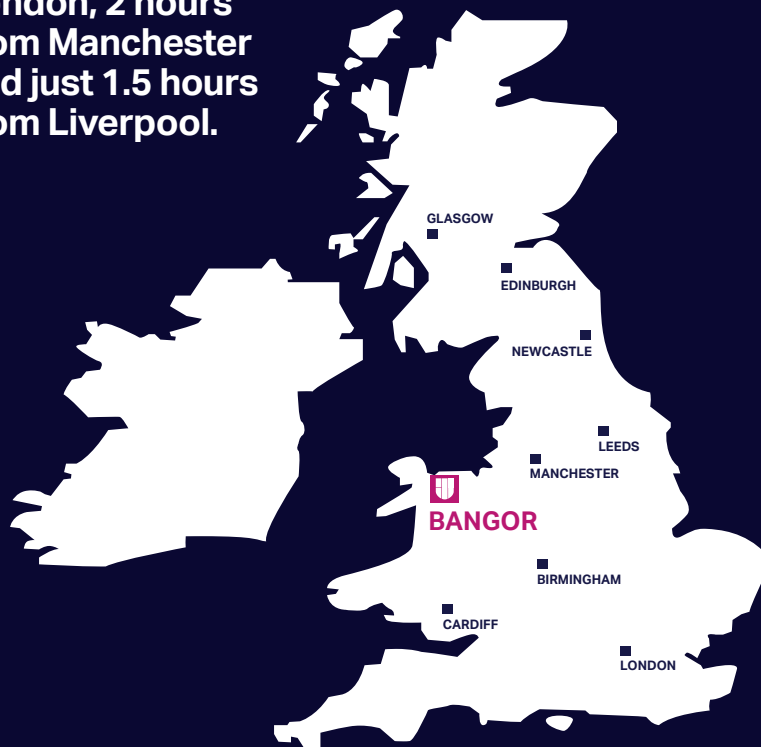 ndon, 2 hours
om Manchester
d just 1.5 hours
om Liverpool.
GLASGOW
EDINBURGH
NEWCASTLE
LEEDS
MANCHESTER
BANGOR
BIRMINGHAM
CARDIFF
LONDON